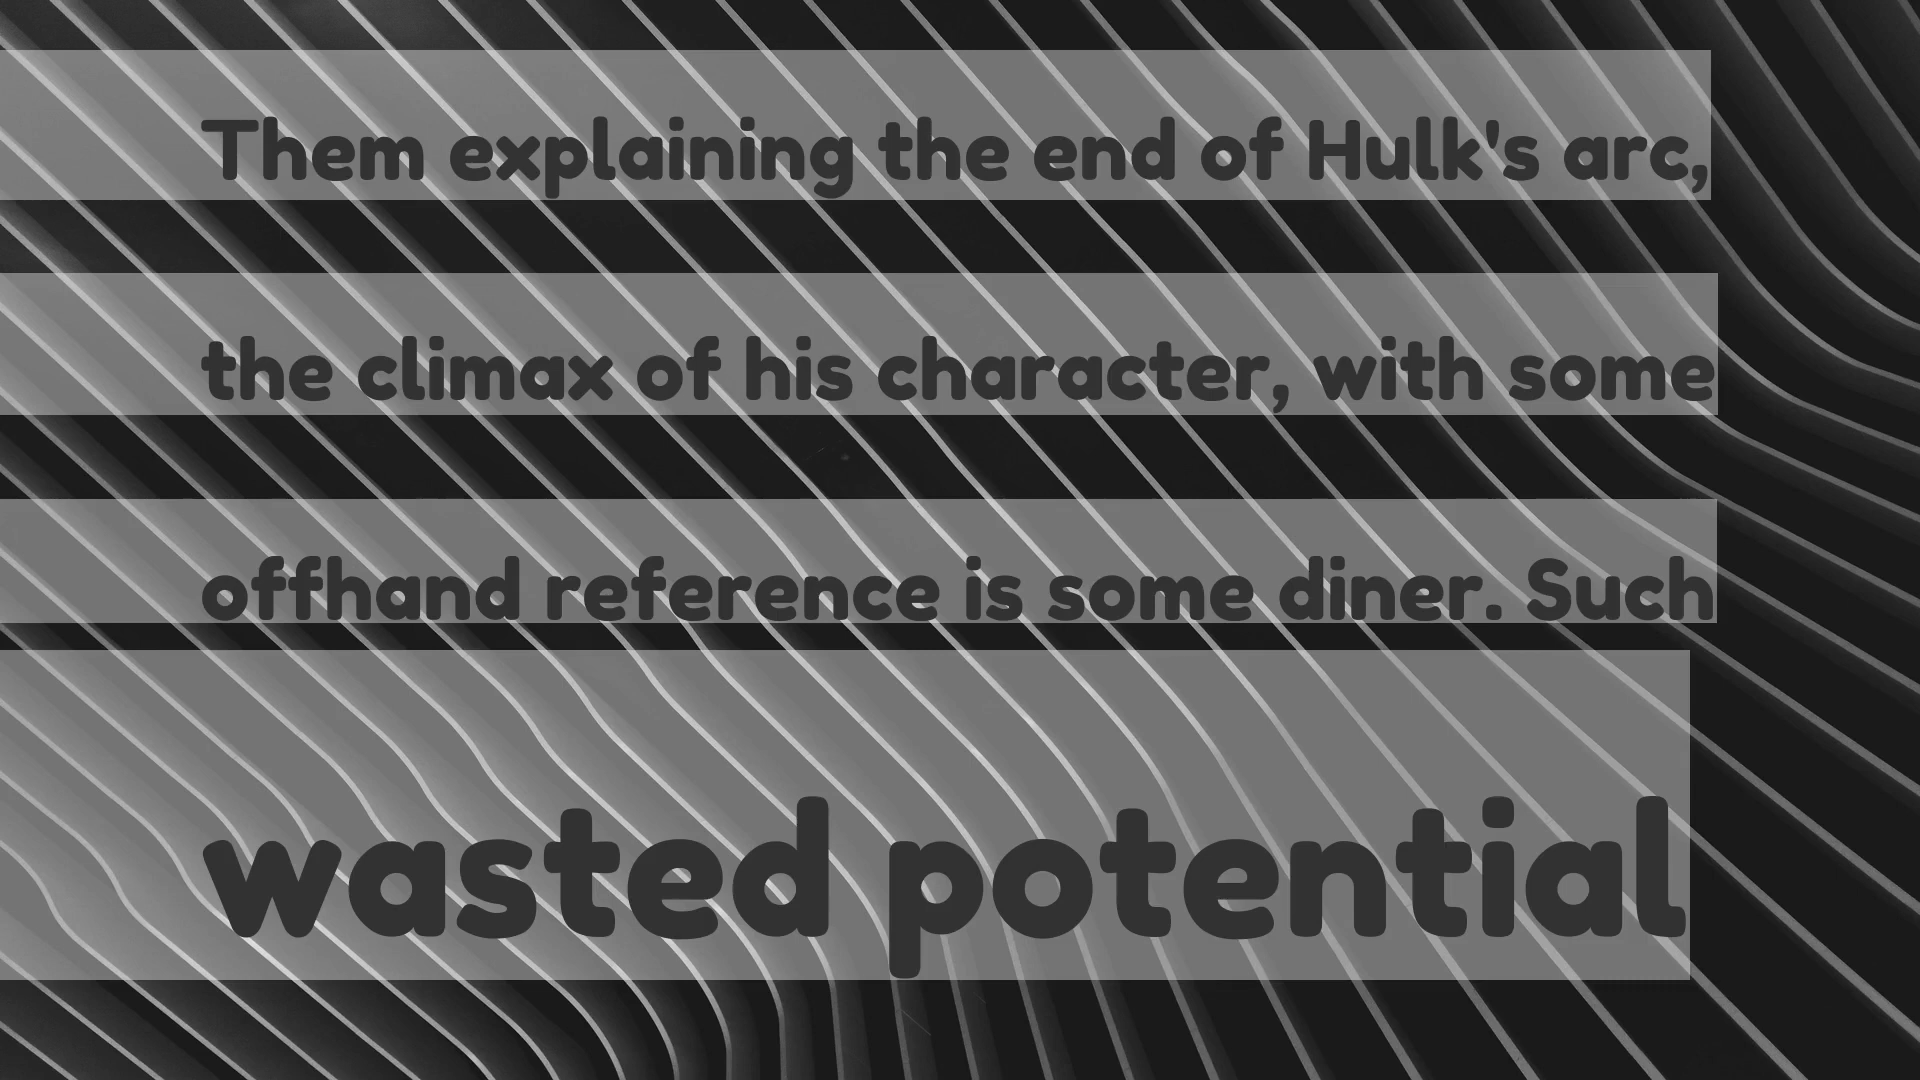 Them explaining the end of Hulk's arc,
the climax of his character, with some
offhand reference is some diner. Such
wasted potential